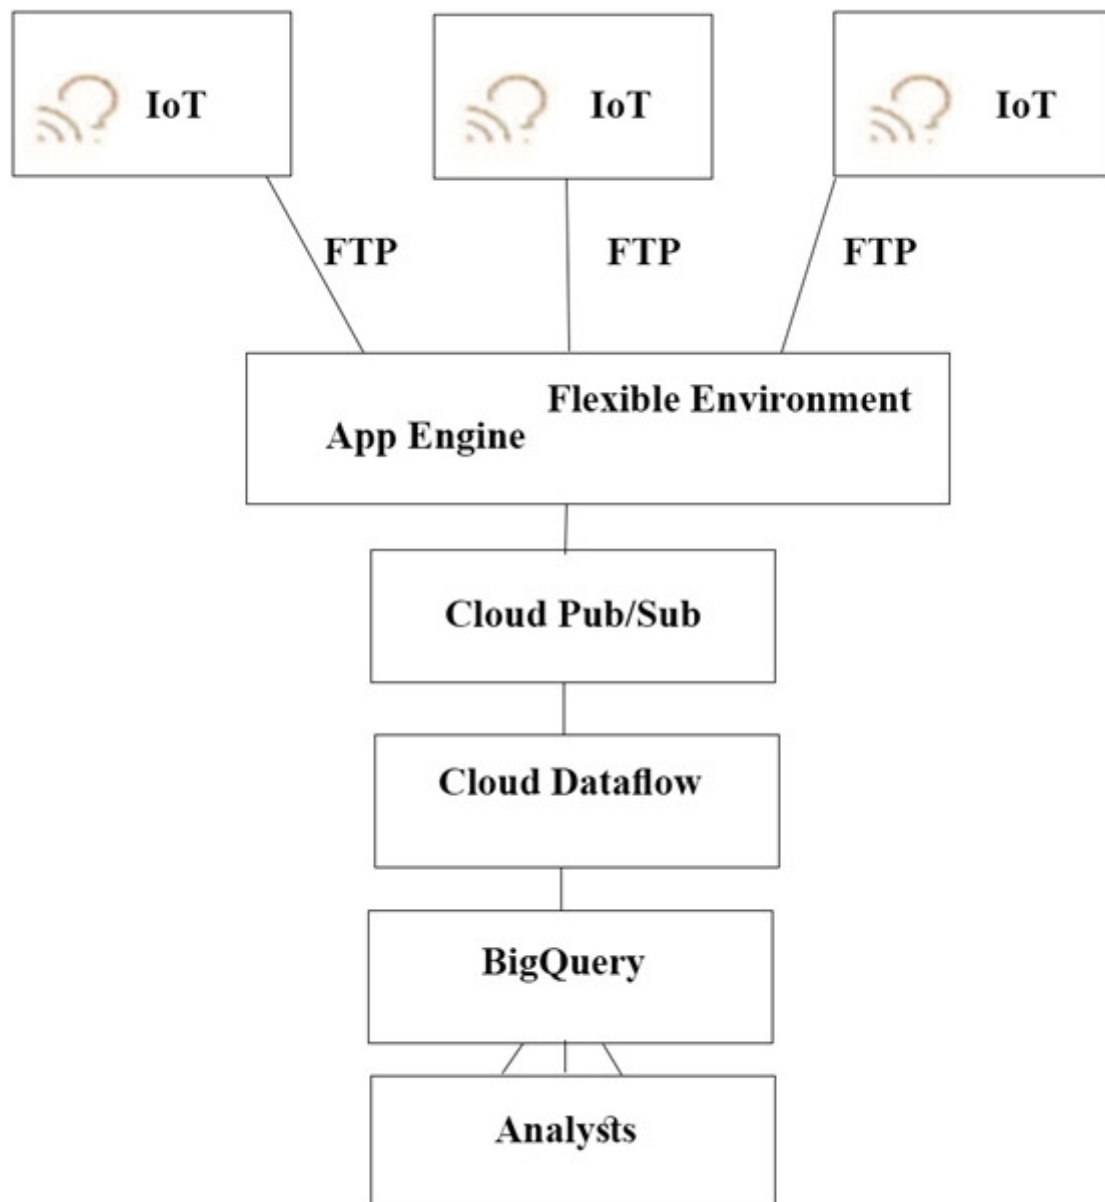 IoT
IoT
IoT
FTP
FTP
FTP
Flexible Environment
App Engine
Cloud Pub/Sub
Cloud Dataflow
BigQuery
Analysts